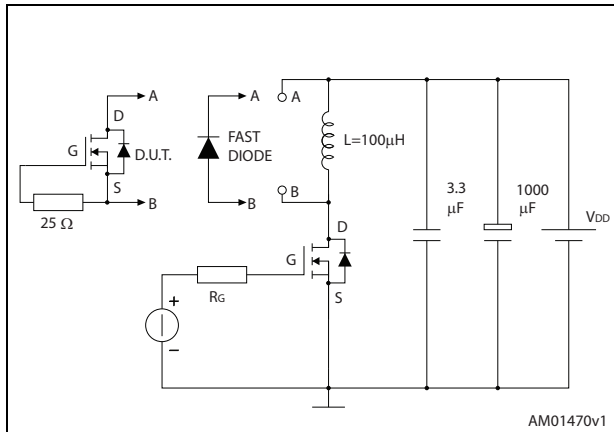 A
A
A
D
FAST
DIODE
L=100μH
G
D.U.T.
S
B
B
B
25 Ω
D
3.3
μF
1000
μF
VDD
G
S
RG
+
−
AM01470v1